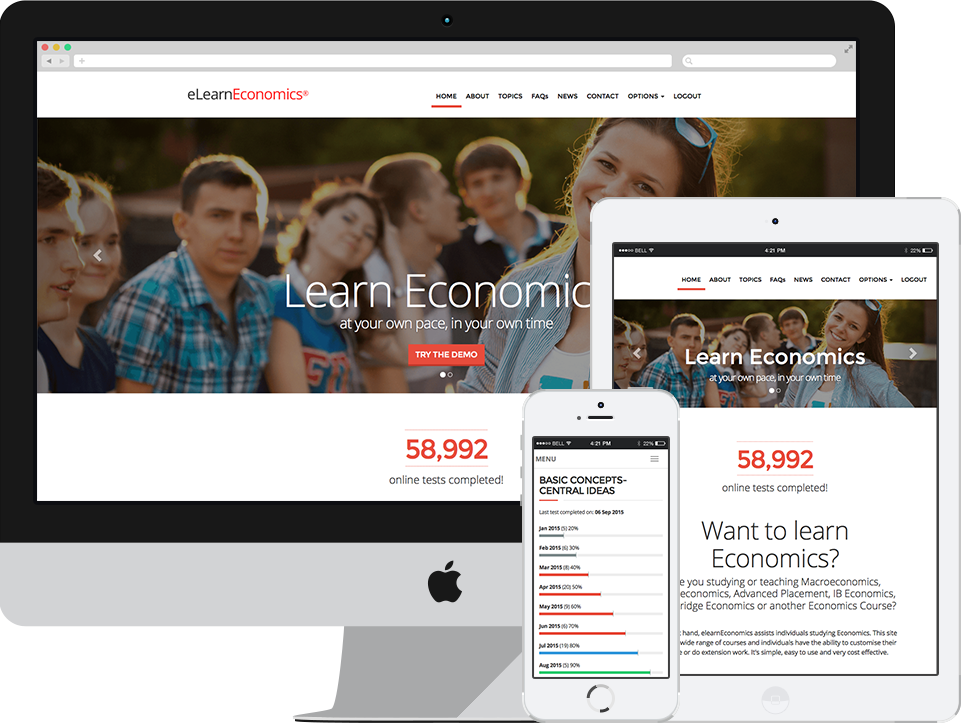 eLearnEconomics®
HOME ABOUT TOPICS FAQs NEWS CONTACT OPTIONS LOGOUT
Learn Economic
at your own pace, in your own time
TRY THE DEMO
58,992
online tests completed!
BELL 4:21 PM 22%
HOME ABOUT TOPICS FAQs NEWS CONTACT OPTIONS LOGOUT
Learn Economics
at your own pace, in your own time
58,992
online tests completed!
Want to learn
Economics?
e you studying or teaching Macroeconomics,
economics, Advanced Placement, IB Economics,
ridge Economics or another Economics Course?
hand, elearnEconomics assists individuals studying Economics. This site
wide range of courses and individuals have the ability to customise their
e or do extension work. It's simple, easy to use and very cost effective.
BELL 4:21 PM 22%
MENU
BASIC CONCEPTS-
CENTRAL IDEAS
Last test completed on: 06 Sep 2015
Jan 2015 (5) 20%
Feb 2015 (6) 30%
Mar 2015 (8) 40%
Apr 2015 (20) 50%
May 2015 (9) 60%
Jun 2015 (6) 70%
Jul 2015 (19) 80%
Aug 2015 (5) 90%